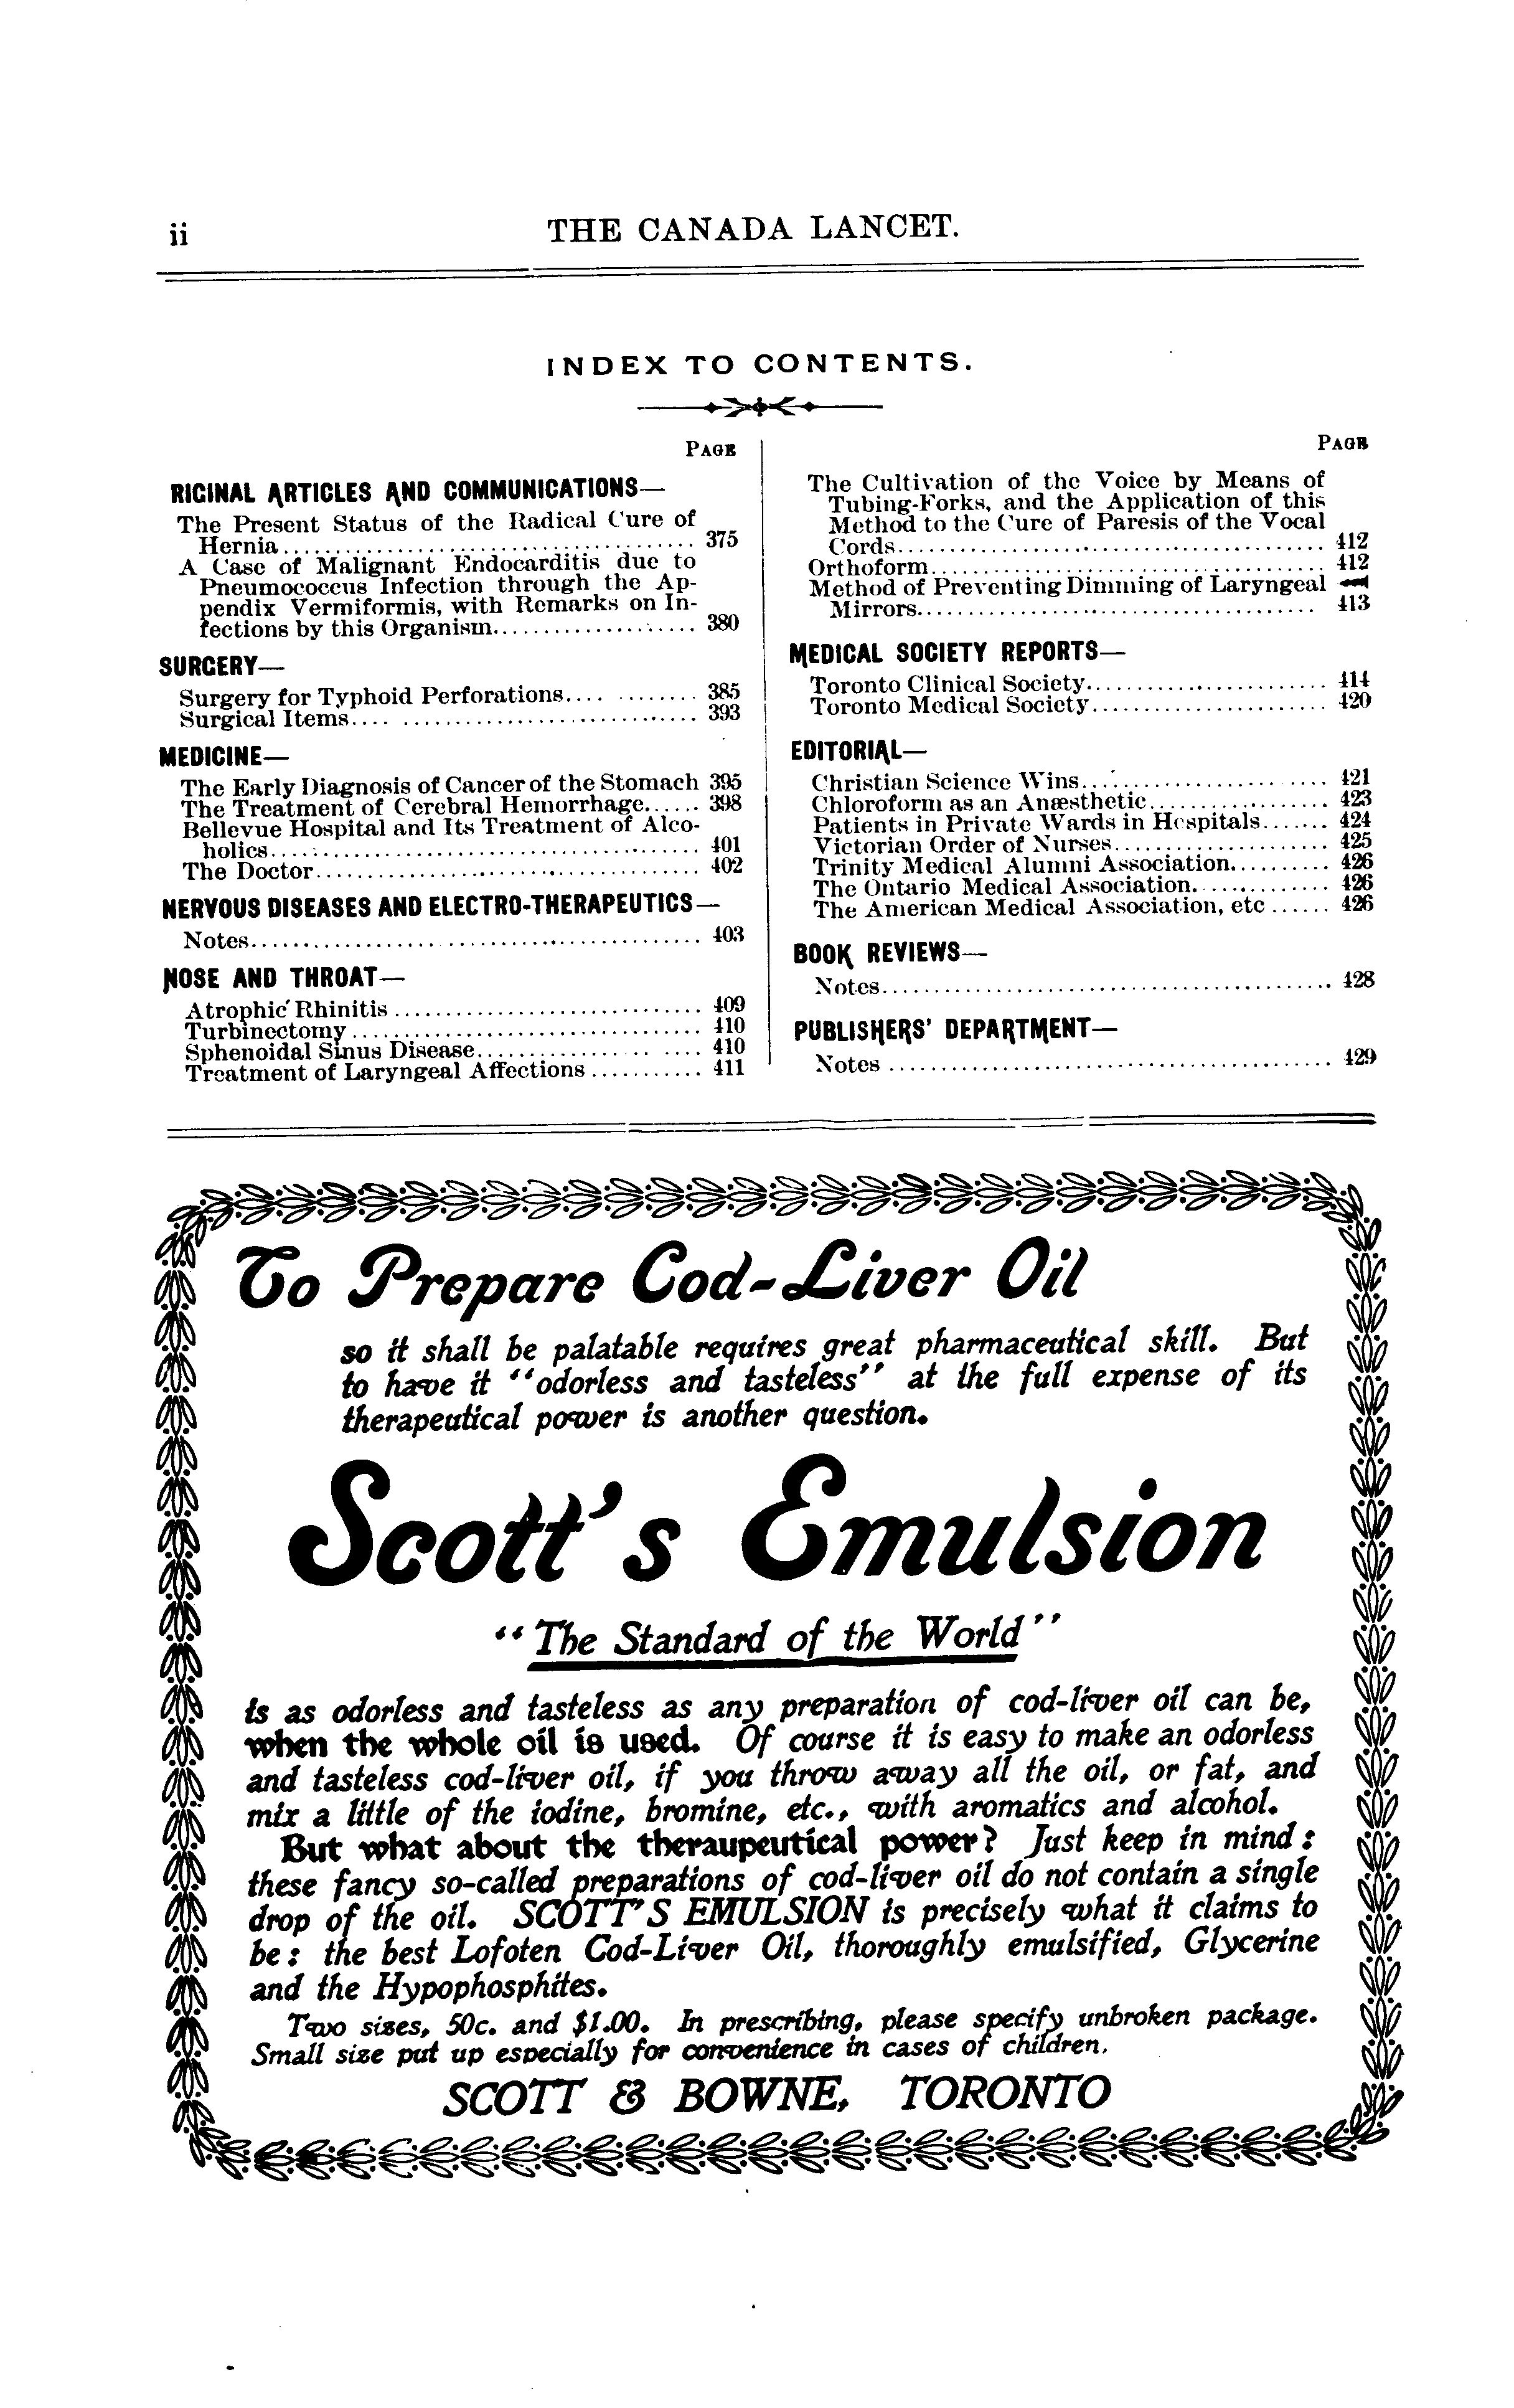 ii
THE CANADA LANCET.
INDEX TO CONTENTS.
PAGE
RIGINAL ARTICLES AND COMMUNICATIONS—
The Present Status of the Radical Cure of
Hernia........................................ 375
A Case of Malignant Endocarditis due to
Pneumococcus Infection through the Ap-
pendix Vermiformis, with Remarks on In-
fections by this Organism.................... 380
SURGERY—
Surgery for Typhoid Perforations.... ........ 385
Surgical Items.... ............................ 393
MEDICINE—
The Early Diagnosis of Cancer of the Stomach 395
The Treatment of Cerebral Hemorrhage...... 398
Bellevue Hospital and Its Treatment of Alco-
holics......................................... 401
The Doctor..................................... 402
NERVOUS DISEASES AND ELECTRO-THERAPEUTICS—
Notes............................................ 403
NOSE AND THROAT—
Atrophic Rhinitis.............................. 409
Turbinectomy.................................. 410
Sphenoidal Sinus Disease................ .... 410
Treatment of Laryngeal Affections........... 411
PAGE
The Cultivation of the Voice by Means of
Tubing-Forks, and the Application of this
Method to the Cure of Paresis of the Vocal
Cords.......................................... 412
Orthoform...................................... 412
Method of Preventing Dimming of Laryngeal
Mirrors....................................... 413
MEDICAL SOCIETY REPORTS—
Toronto Clinical Society........................ 414
Toronto Medical Society....................... 420
EDITORIAL—
Christian Science Wins........................ 421
Chloroform as an Anæsthetic.................. 423
Patients in Private Wards in Hospitals....... 424
Victorian Order of Nurses..................... 425
Trinity Medical Alumni Association.......... 426
The Ontario Medical Association.............. 426
The American Medical Association, etc...... 426
BOOK REVIEWS—
Notes............................................ 428
PUBLISHERS' DEPARTMENT—
Notes............................................ 429
To Prepare Cod-Liver Oil
so it shall be palatable requires great pharmaceutical skill. But
to have it "odorless and tasteless" at the full expense of its
therapeutical power is another question.
Scott's Emulsion
"The Standard of the World"
is as odorless and tasteless as any preparation of cod-liver oil can be,
when the whole oil is used. Of course it is easy to make an odorless
and tasteless cod-liver oil, if you throw away all the oil, or fat, and
mix a little of the iodine, bromine, etc., with aromatics and alcohol.
But what about the theraupeutical power? Just keep in mind:
these fancy so-called preparations of cod-liver oil do not contain a single
drop of the oil. SCOTT'S EMULSION is precisely what it claims to
be: the best Lofoten Cod-Liver Oil, thoroughly emulsified, Glycerine
and the Hypophosphites.
Two sizes, 50c. and $1.00. In prescribing, please specify unbroken package.
Small size put up especially for convenience in cases of children.
SCOTT & BOWNE, TORONTO